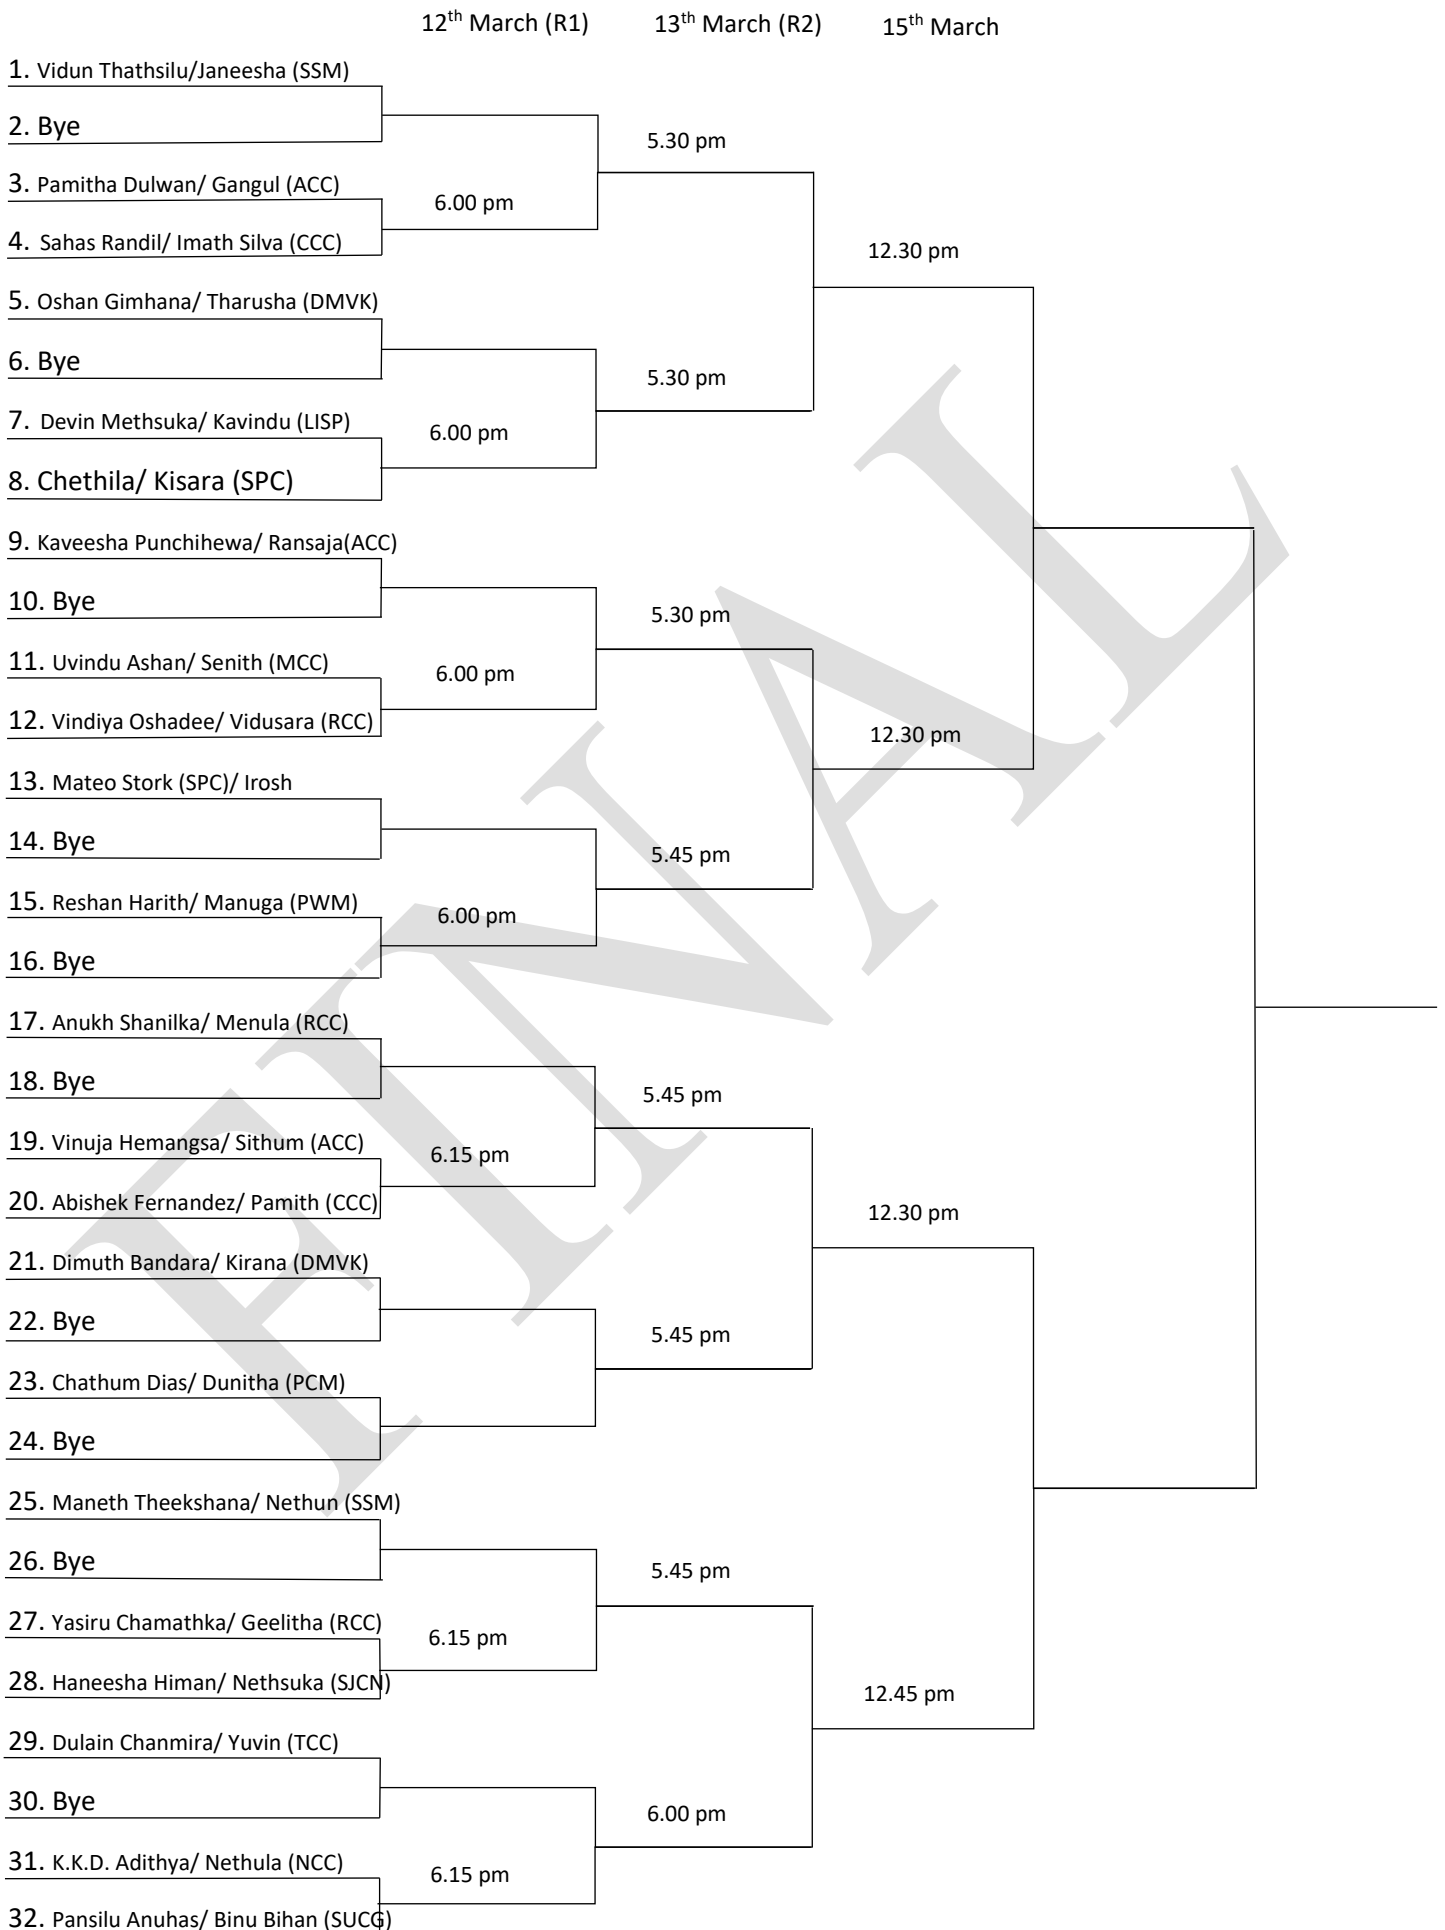 12th March (R1) 13th March (R2) 15th March
1. Vidun Thathsilu/Janeesha (SSM)
2. Bye
5.30 pm
3. Pamitha Dulwan/ Gangul (ACC)
6.00 pm
4. Sahas Randil/ Imath Silva (CCC)
12.30 pm
5. Oshan Gimhana/ Tharusha (DMVK)
6. Bye
5.30 pm
7. Devin Methsuka/ Kavindu (LISP)
6.00 pm
8. Chethila/ Kisara (SPC)
9. Kaveesha Punchihewa/ Ransaja(ACC)
10. Bye
5.30 pm
11. Uvindu Ashan/ Senith (MCC)
6.00 pm
12. Vindiya Oshadee/ Vidusara (RCC)
12.30 pm
13. Mateo Stork (SPC)/ Irosh
14. Bye
5.45 pm
15. Reshan Harith/ Manuga (PWM)
6.00 pm
16. Bye
17. Anukh Shanilka/ Menula (RCC)
18. Bye
5.45 pm
19. Vinuja Hemangsa/ Sithum (ACC)
6.15 pm
20. Abishek Fernandez/ Pamith (CCC)
12.30 pm
21. Dimuth Bandara/ Kirana (DMVK)
22. Bye
5.45 pm
23. Chathum Dias/ Dunitha (PCM)
24. Bye
25. Maneth Theekshana/ Nethun (SSM)
26. Bye
5.45 pm
27. Yasiru Chamathka/ Geelitha (RCC)
6.15 pm
28. Haneesha Himan/ Nethsuka (SJCN)
12.45 pm
29. Dulain Chanmira/ Yuvin (TCC)
30. Bye
6.00 pm
31. K.K.D. Adithya/ Nethula (NCC)
6.15 pm
32. Pansilu Anuhas/ Binu Bihan (SUCG)
FINAL